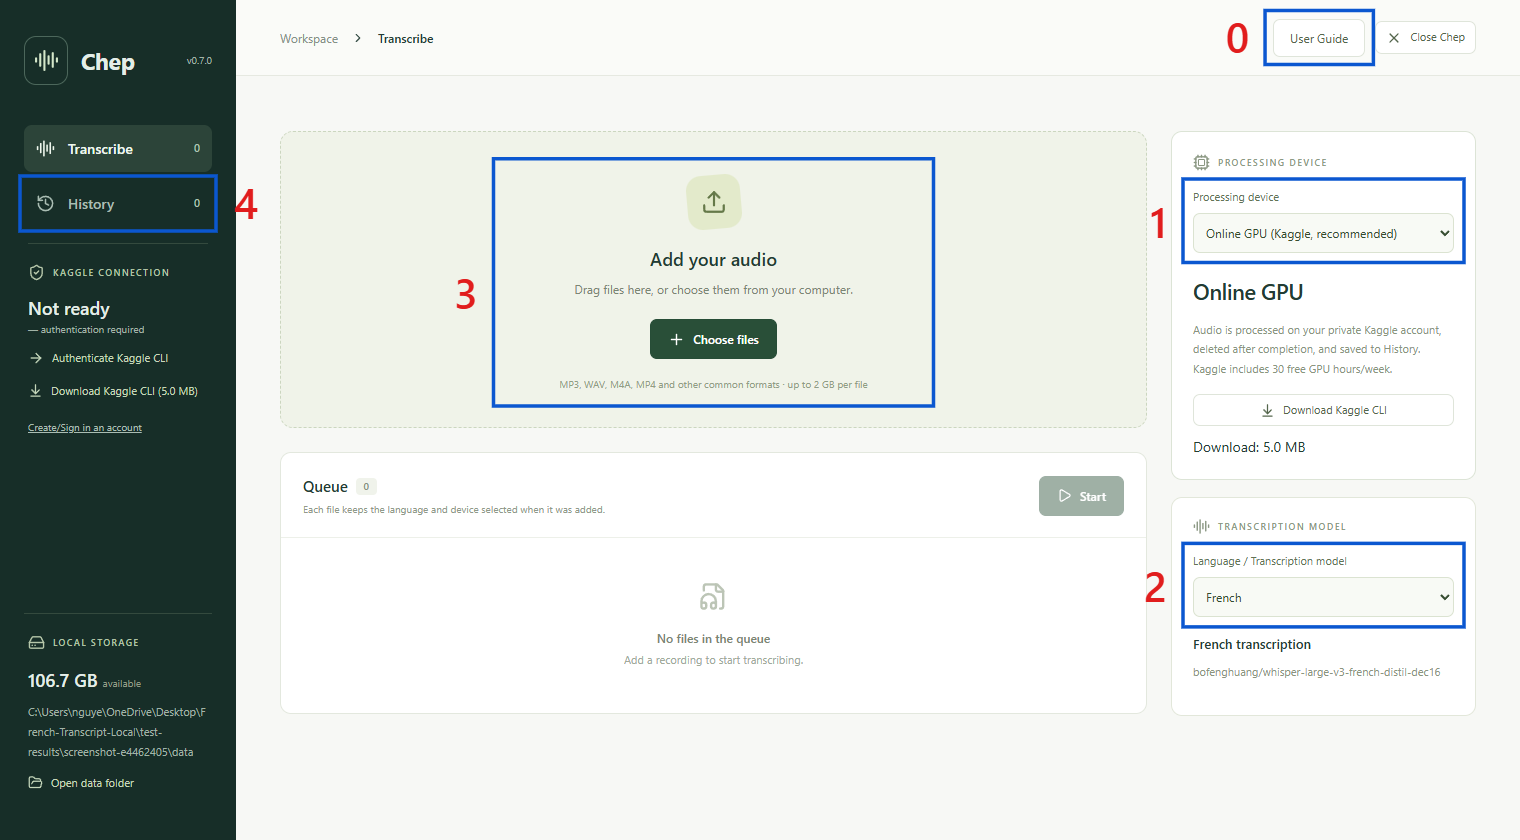 Chep
v0.7.0
Transcribe 0
History 0
4
KAGGLE CONNECTION
Not ready
— authentication required
Authenticate Kaggle CLI
Download Kaggle CLI (5.0 MB)
Create/Sign in an account
LOCAL STORAGE
106.7 GB available
C:\Users\nguye\OneDrive\Desktop\F
rench-Transcript-Local\test-
results\screenshot-e4462405\data
Open data folder
Workspace > Transcribe
0
User Guide
Close Chep
3
Add your audio
Drag files here, or choose them from your computer.
+ Choose files
MP3, WAV, M4A, MP4 and other common formats · up to 2 GB per file
Queue 0
Each file keeps the language and device selected when it was added.
Start
No files in the queue
Add a recording to start transcribing.
PROCESSING DEVICE
1
Processing device
Online GPU (Kaggle, recommended)
Online GPU
Audio is processed on your private Kaggle account,
deleted after completion, and saved to History.
Kaggle includes 30 free GPU hours/week.
Download Kaggle CLI
Download: 5.0 MB
TRANSCRIPTION MODEL
2
Language / Transcription model
French
French transcription
bofenghuang/whisper-large-v3-french-distil-dec16